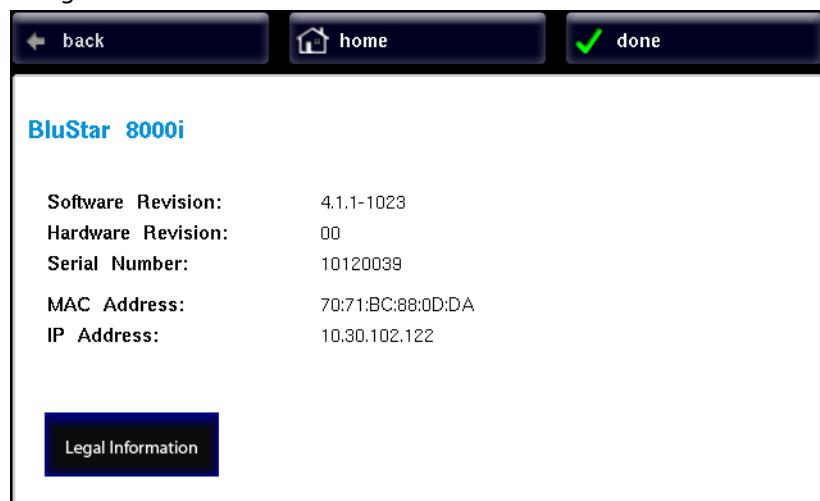 back
home
done
BluStar 8000i
Software Revision: 4.1.1-1023
Hardware Revision: 00
Serial Number: 10120039
MAC Address: 70:71:BC:88:0D:DA
IP Address: 10.30.102.122
Legal Information